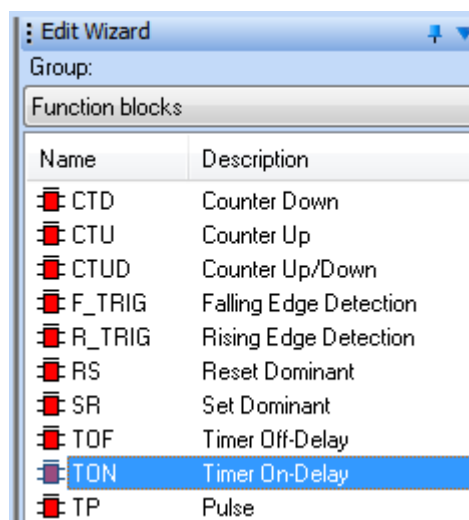 Edit Wizard
Group:
Function blocks
Name Description
CTD Counter Down
CTU Counter Up
CTUD Counter Up/Down
F_TRIG Falling Edge Detection
R_TRIG Rising Edge Detection
RS Reset Dominant
SR Set Dominant
TOF Timer Off-Delay
TON Timer On-Delay
TP Pulse